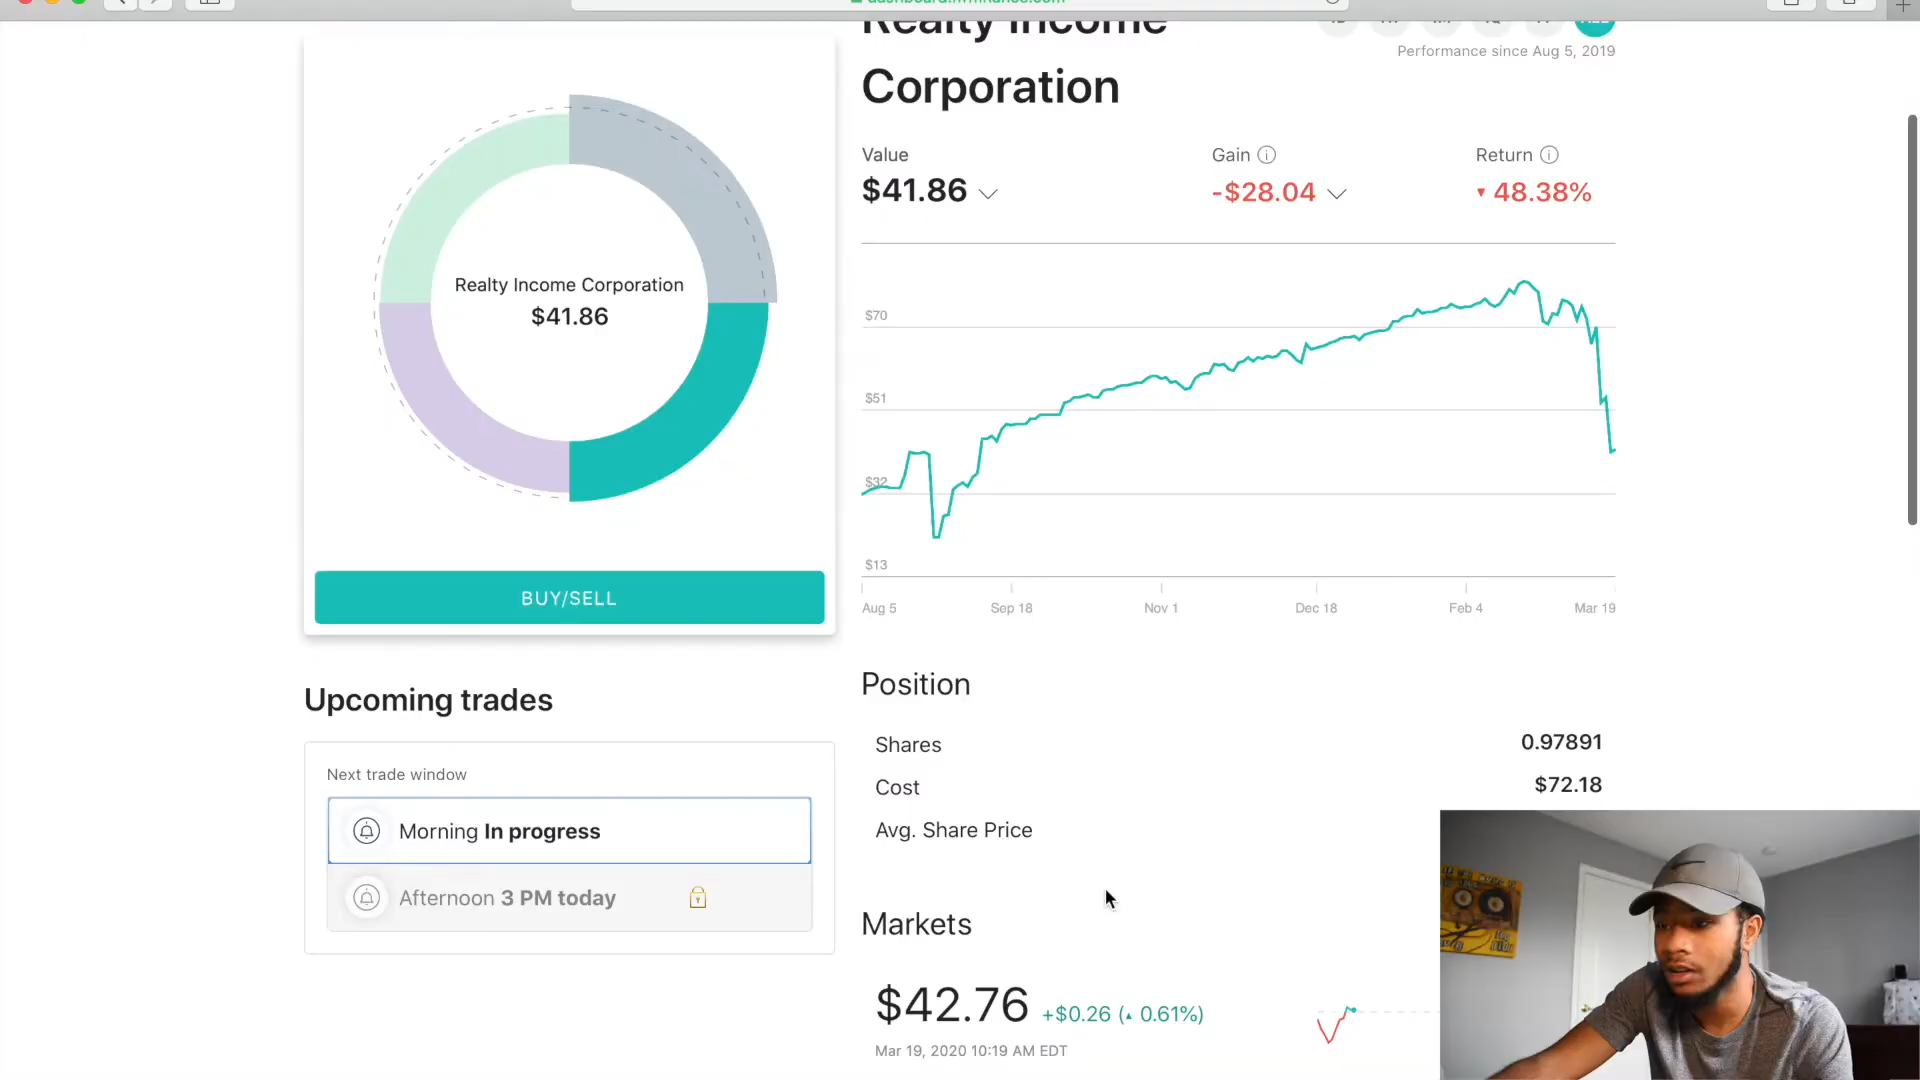 Realty Income
Corporation
Performance since Aug 5, 2019
Value
$41.86
Gain
-$28.04
Return
48.38%
Realty Income Corporation
$41.86
BUY/SELL
$70
$51
$32
$13
Aug 5
Sep 18
Nov 1
Dec 18
Feb 4
Mar 19
Upcoming trades
Next trade window
Morning In progress
Afternoon 3 PM today
Position
Shares
0.97891
Cost
$72.18
Avg. Share Price
Markets
$42.76
+$0.26 (▲ 0.61%)
Mar 19, 2020 10:19 AM EDT